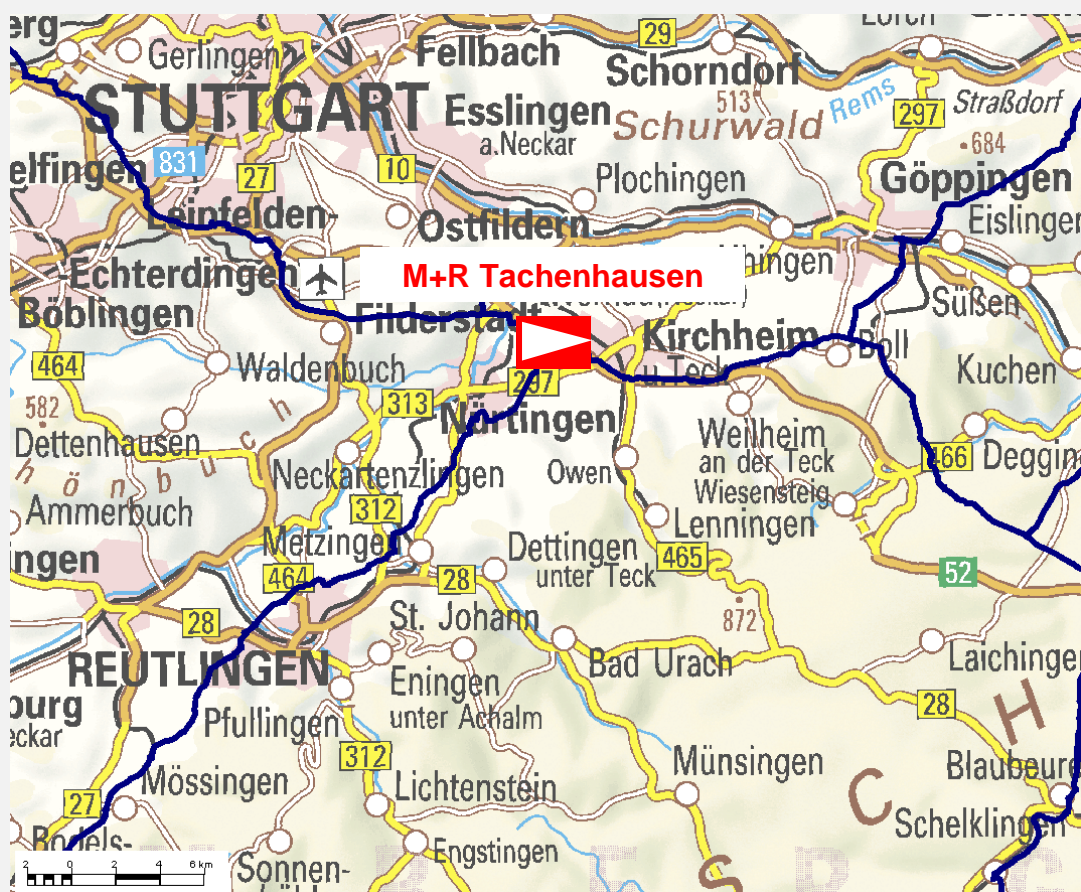 erg
Gerlingen
Fellbach
29
Schorndorf
513
STUTTGART
Esslingen
a.Neckar
Schurwald
Rems
297
Straßdorf
684
elfingen
831
27
10
Plochingen
Göppingen
Eislingen
Leinfelden-
Ostfildern
Echterdingen
M+R Tachenhausen
hingen
Böblingen
Filderstadt
Süßen
Kirchheim
u.Teck
Boll
464
Waldenbuch
297
Kuchen
582
313
Nürtingen
Dettenhausen
Weilheim
an der Teck
466
Deggin
hönbuch
Neckartenzlingen
Owen
Wiesensteig
Ammerbuch
312
Lenningen
Metzingen
Dettingen
unter Teck
465
ingen
464
28
52
872
28
St. Johann
REUTLINGEN
Bad Urach
Laichingen
Eningen
unter Achalm
burg
eckar
Pfullingen
28
H
312
Münsingen
Blaubeure
Mössingen
Lichtenstein
C
27
Schelklingen
Bodels-
Engstingen
Sonnen-
S
2 0 2 4 6 km